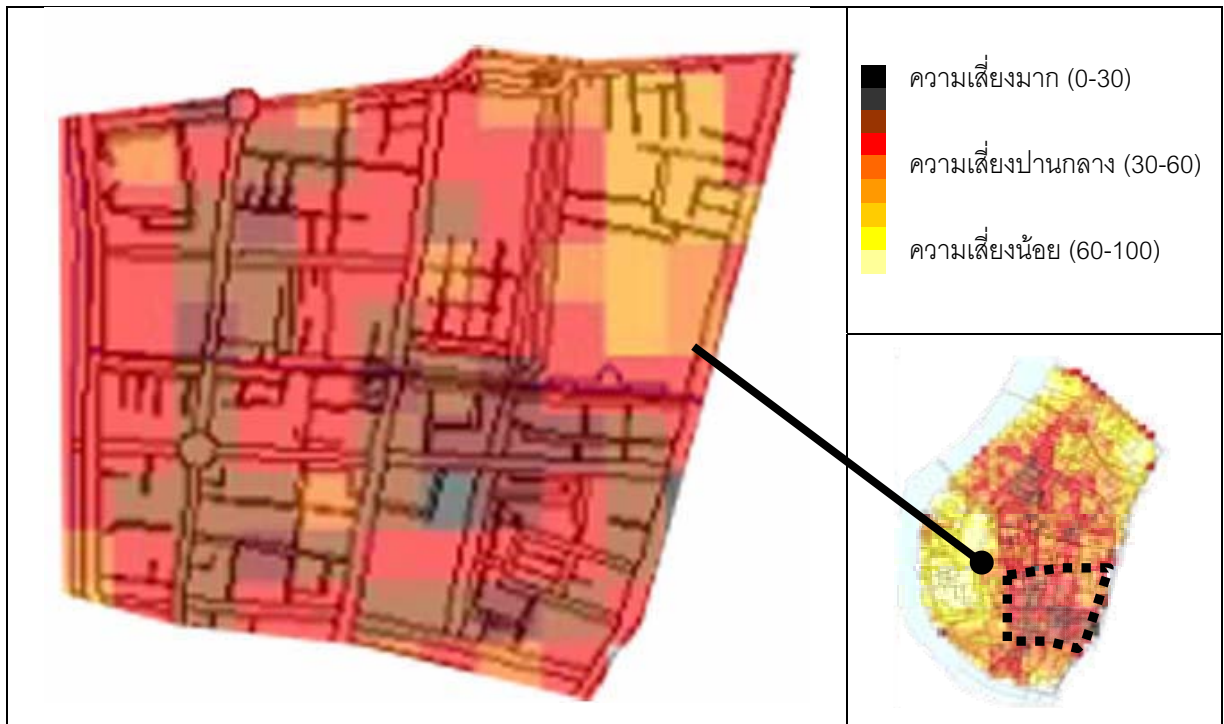 ความเสี่ยงมาก (0-30)
ความเสี่ยงปานกลาง (30-60)
ความเสี่ยงน้อย (60-100)